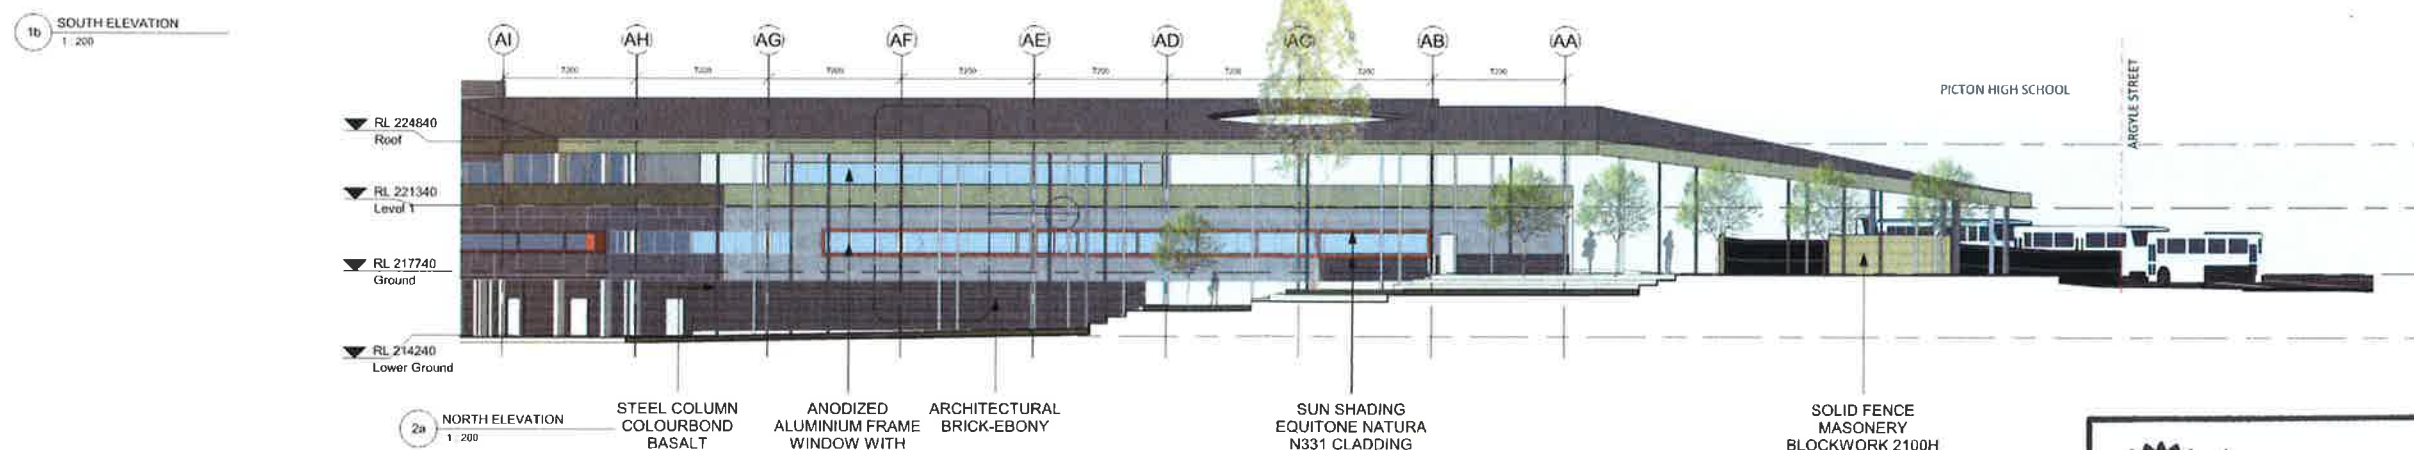 1b
SOUTH ELEVATION
1 : 200
AI
AH
AG
AF
AE
AD
AC
AB
AA
7200
PICTON HIGH SCHOOL
ARGYLE STREET
RL 224840
Roof
RL 221340
Level 1
RL 217740
Ground
RL 214240
Lower Ground
2a
NORTH ELEVATION
1 : 200
STEEL COLUMN
COLOURBOND
BASALT
ANODIZED
ALUMINIUM FRAME
WINDOW WITH
ARCHITECTURAL
BRICK-EBONY
SUN SHADING
EQUITONE NATURA
N331 CLADDING
SOLID FENCE
MASONERY
BLOCKWORK 2100H